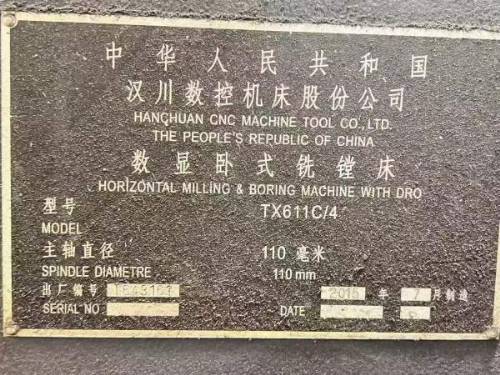 中华人民共和国
汉川数控机床股份公司
HANCHUAN CNC MACHINE TOOL CO.,LTD.
THE PEOPLE'S REPUBLIC OF CHINA
数显卧式铣镗床
HORIZONTAL MILLING & BORING MACHINE WITH DRO
型号 TX611C/4
MODEL
主轴直径 110 毫米
SPINDLE DIAMETRE 110 mm
出厂编号 年 月制造
SERIAL NO DATE